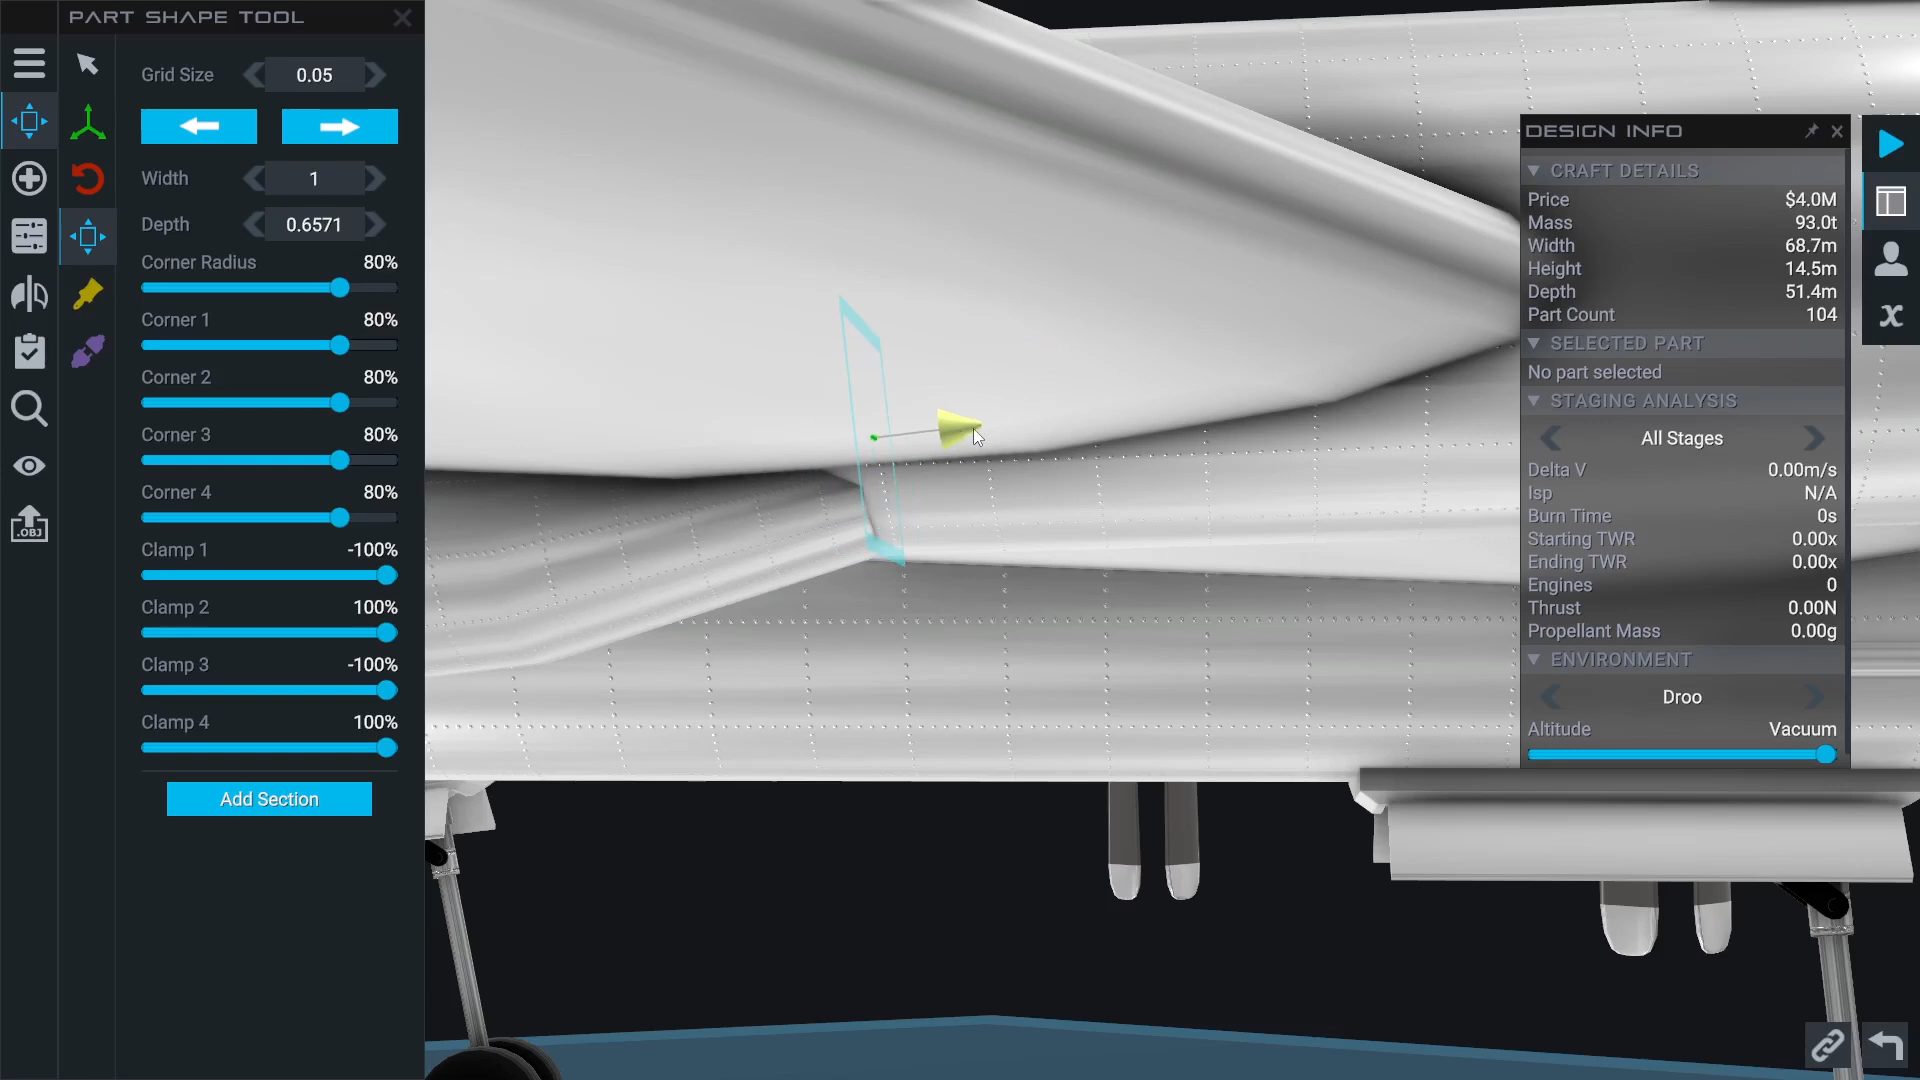 PART SHAPE TOOL
Grid Size 0.05
Width 1
Depth 0.6571
Corner Radius 80%
Corner 1 80%
Corner 2 80%
Corner 3 80%
Corner 4 80%
Clamp 1 -100%
Clamp 2 100%
Clamp 3 -100%
Clamp 4 100%
Add Section
.OBJ
DESIGN INFO
CRAFT DETAILS
Price $4.0M
Mass 93.0t
Width 68.7m
Height 14.5m
Depth 51.4m
Part Count 104
SELECTED PART
No part selected
STAGING ANALYSIS
All Stages
Delta V 0.00m/s
Isp N/A
Burn Time 0s
Starting TWR 0.00x
Ending TWR 0.00x
Engines 0
Thrust 0.00N
Propellant Mass 0.00g
ENVIRONMENT
Droo
Altitude Vacuum
x